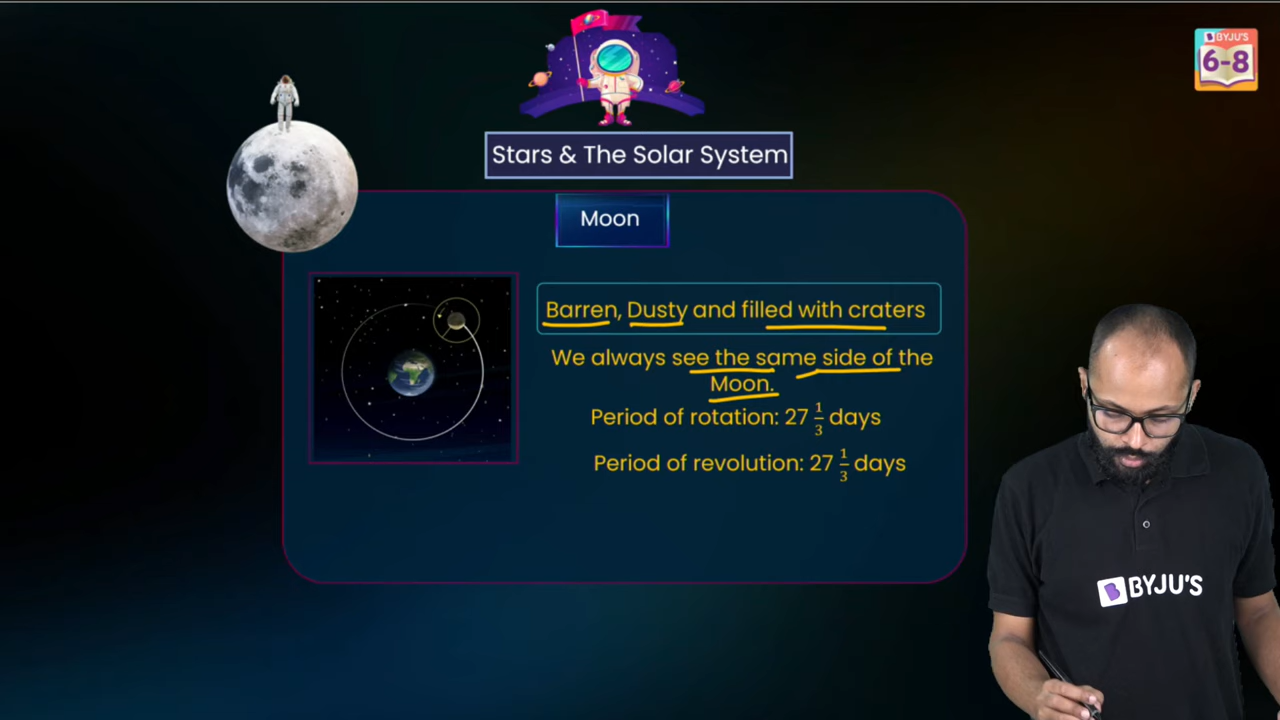 BYJU'S
6-8
Stars & The Solar System
Moon
Barren, Dusty and filled with craters
We always see the same side of the
Moon.
Period of rotation: 27 1/3 days
Period of revolution: 27 1/3 days
BYJU'S